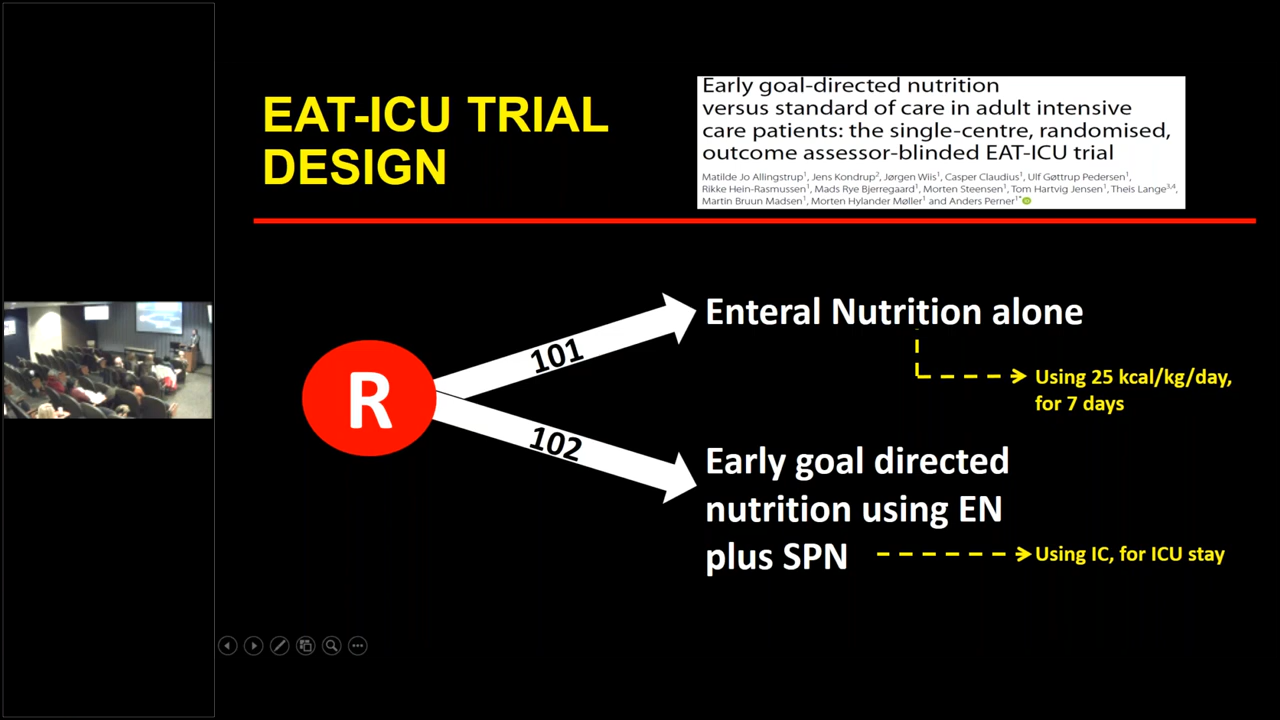 EAT-ICU TRIAL
DESIGN
Early goal-directed nutrition
versus standard of care in adult intensive
care patients: the single-centre, randomised,
outcome assessor-blinded EAT-ICU trial
Matilde Jo Allingstrup¹, Jens Kondrup², Jørgen Wiis¹, Casper Claudius¹, Ulf Gøttrup Pedersen¹,
Rikke Hein-Rasmussen¹, Mads Rye Bjerregaard¹, Morten Steensen¹, Tom Hartvig Jensen¹, Theis Lange³,⁴,
Martin Bruun Madsen¹, Morten Hylander Møller¹ and Anders Perner¹*
R
101
102
Enteral Nutrition alone
Using 25 kcal/kg/day,
for 7 days
Early goal directed
nutrition using EN
plus SPN
Using IC, for ICU stay